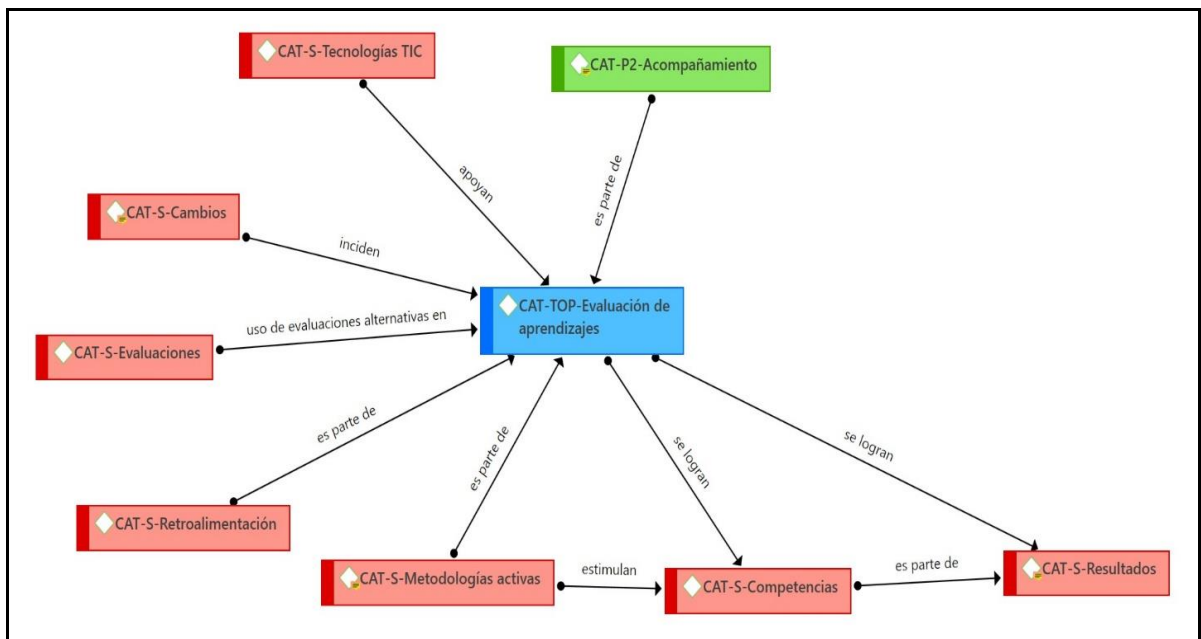 CAT-S-Tecnologías TIC
CAT-P2-Acompañamiento
apoyan
es parte de
CAT-S-Cambios
inciden
CAT-TOP-Evaluación de
aprendizajes
uso de evaluaciones alternativas en
CAT-S-Evaluaciones
es parte de
es parte de
se logran
se logran
CAT-S-Retroalimentación
CAT-S-Metodologías activas
estimulan
CAT-S-Competencias
es parte de
CAT-S-Resultados